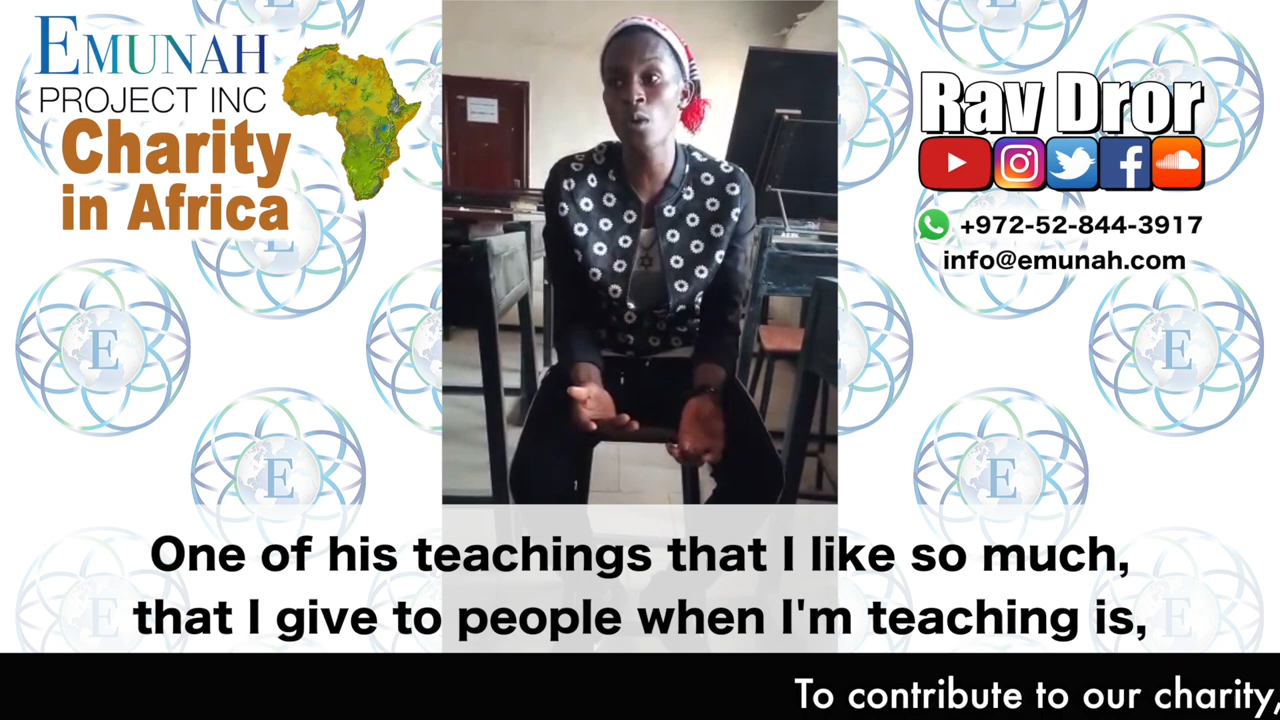 EMUNAH
PROJECT INC
Charity
in Africa
Rav Dror
+972-52-844-3917
info@emunah.com
E
E
E
E
One of his teachings that I like so much,
that I give to people when I'm teaching is,
To contribute to our charity,